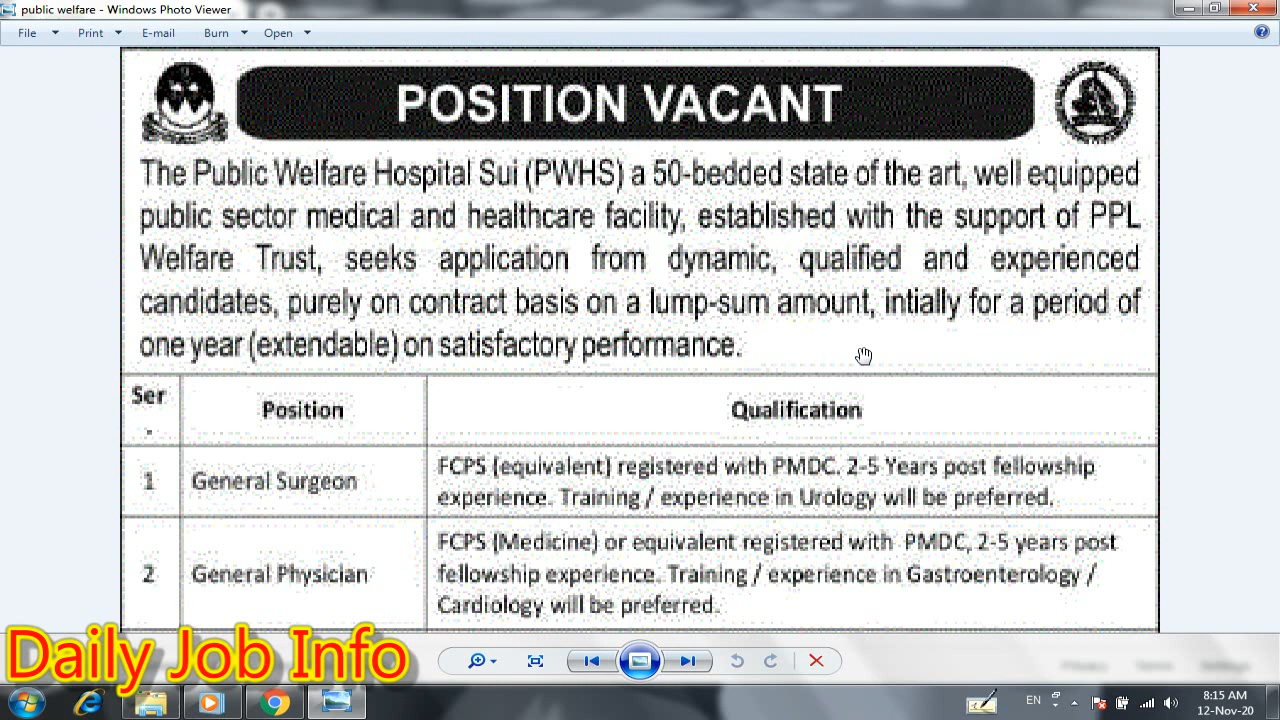 public welfare - Windows Photo Viewer
File Print E-mail Burn Open
POSITION VACANT
The Public Welfare Hospital Sui (PWHS) a 50-bedded state of the art, well equipped
public sector medical and healthcare facility, established with the support of PPL
Welfare Trust, seeks application from dynamic, qualified and experienced
candidates, purely on contract basis on a lump-sum amount, intially for a period of
one year (extendable) on satisfactory performance.
Ser
.
Position
Qualification
1
General Surgeon
FCPS (equivalent) registered with PMDC. 2-5 Years post fellowship
experience. Training / experience in Urology will be preferred.
2
General Physician
FCPS (Medicine) or equivalent registered with PMDC, 2-5 years post
fellowship experience. Training / experience in Gastroenterology /
Cardiology will be preferred.
Daily Job Info
EN
8:15 AM
12-Nov-20